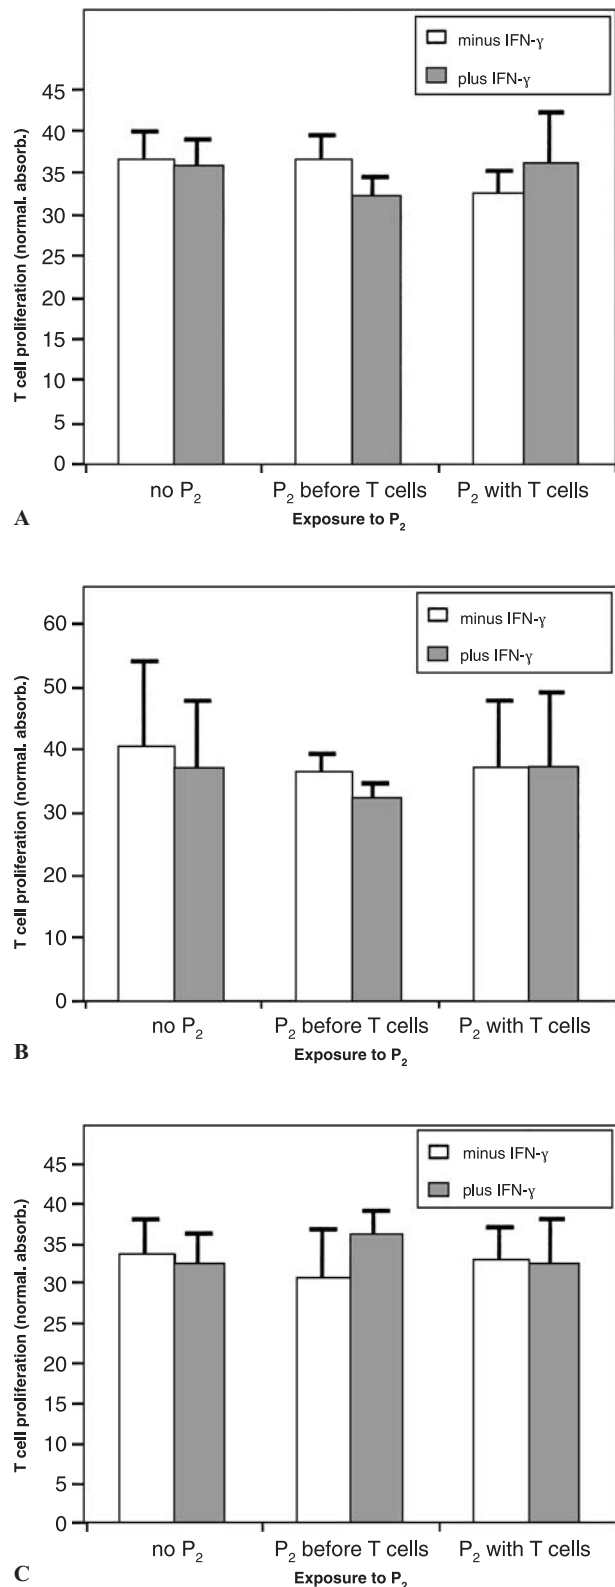 minus IFN-γ
plus IFN-γ
T cell proliferation (normal. absorb.)
45
40
35
30
25
20
15
10
5
0
no P2
P2 before T cells
P2 with T cells
A
Exposure to P2
minus IFN-γ
plus IFN-γ
T cell proliferation (normal. absorb.)
60
50
40
30
20
10
0
no P2
P2 before T cells
P2 with T cells
B
Exposure to P2
minus IFN-γ
plus IFN-γ
T cell proliferation (normal. absorb.)
45
40
35
30
25
20
15
10
5
0
no P2
P2 before T cells
P2 with T cells
C
Exposure to P2